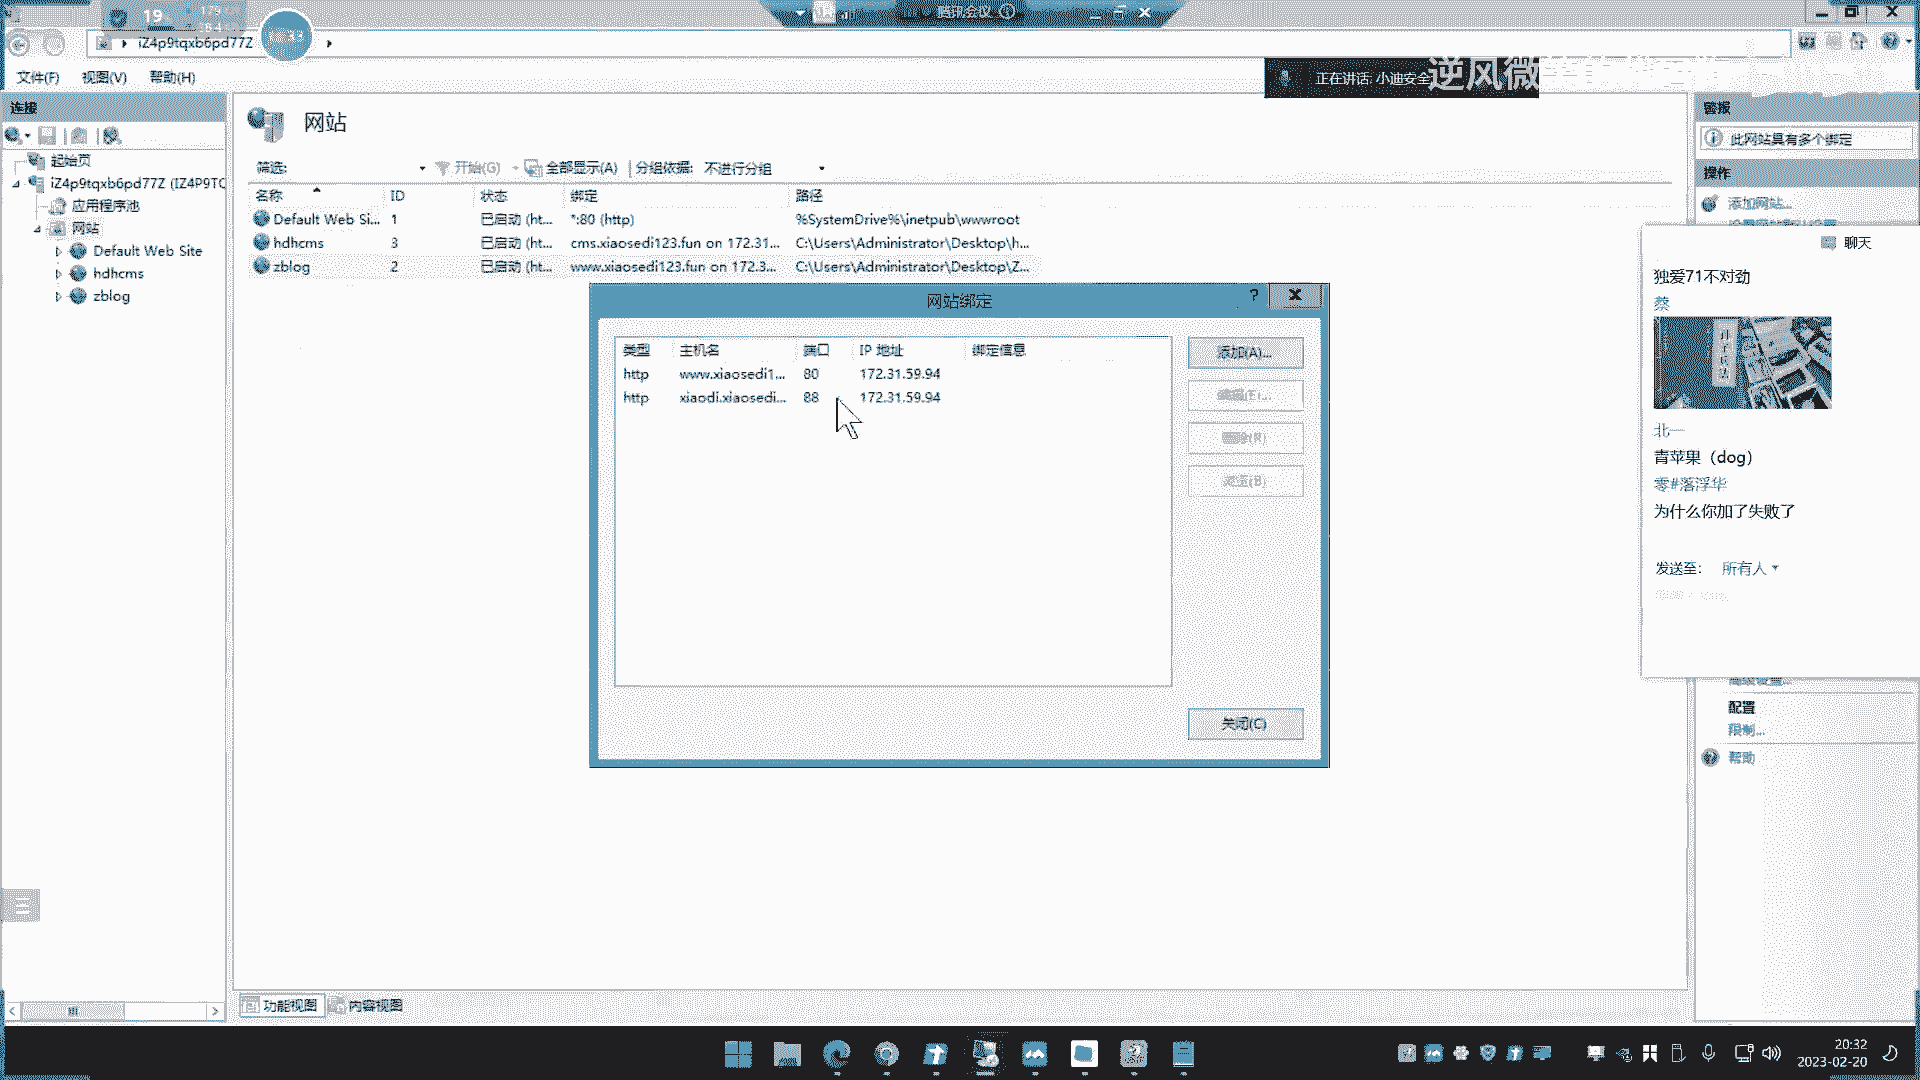 19
腾讯会议
iZ4p9tqxb6pd77Z
33
文件(F) 视图(V) 帮助(H)
正在讲话: 小迪安全
逆风微
连接
起始页
iZ4p9tqxb6pd77Z (IZ4P9TC
应用程序池
网站
Default Web Site
hdhcms
zblog
网站
筛选: 开始(G) 全部显示(A) 分组依据: 不进行分组
名称 ID 状态 绑定 路径
Default Web Si... 1 已启动 (ht... *:80 (http) %SystemDrive%\inetpub\wwwroot
hdhcms 3 已启动 (ht... cms.xiaosedi123.fun on 172.31... C:\Users\Administrator\Desktop\h...
zblog 2 已启动 (ht... www.xiaosedi123.fun on 172.3... C:\Users\Administrator\Desktop\Z...
网站绑定
?
类型 主机名 端口 IP 地址 绑定信息
http www.xiaosedi1... 80 172.31.59.94
http xiaodi.xiaosedi... 88 172.31.59.94
添加(A)...
编辑(E)...
删除(R)
浏览(B)
关闭(C)
警报
此网站具有多个绑定
操作
添加网站...
聊天
独爱71不对劲
蔡
北一
青苹果（dog）
零#落浮华
为什么你加了失败了
发送至: 所有人
高级设置...
配置
限制...
帮助
功能视图 内容视图
20:32
2023-02-20